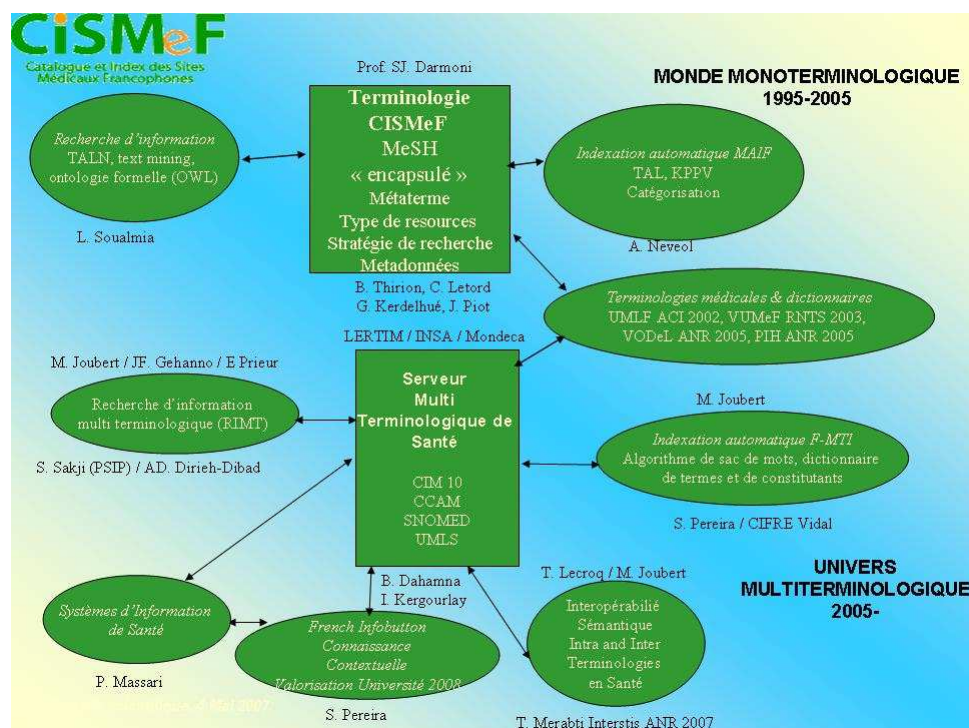 CiSMeF
Catalogue et Index des Sites
Médicaux Francophones
Prof. SJ. Darmoni
MONDE MONOTERMINOLOGIQUE
1995-2005
Recherche d'information
TALN, text mining,
ontologie formelle (OWL)
L. Soualmia
Terminologie
CISMeF
MeSH
« encapsulé »
Métaterme
Type de resources
Stratégie de recherche
Metadonnées
Indexation automatique MAIF
TAL, KPPV
Catégorisation
A. Neveol
B. Thirion, C. Letord
G. Kerdelhué, J. Piot
Terminologies médicales & dictionnaires
UMLF ACI 2002, VUMeF RNTS 2003,
VODeL ANR 2005, PIH ANR 2005
LERTIM / INSA / Mondeca
M. Joubert / JF. Gehanno / E Prieur
Recherche d'information
multi terminologique (RIMT)
S. Sakji (PSIP) / AD. Dirieh-Dibad
Serveur
Multi
Terminologique de
Santé
CIM 10
CCAM
SNOMED
UMLS
M. Joubert
Indexation automatique F-MTI
Algorithme de sac de mots, dictionnaire
de termes et de constitutants
S. Pereira / CIFRE Vidal
B. Dahamna
I. Kergourlay
T. Lecroq / M. Joubert
UNIVERS
MULTITERMINOLOGIQUE
2005-
Systèmes d'Information
de Santé
P. Massari
French Infobutton
Connaissance
Contextuelle
Valorisation Université 2008
S. Pereira
Interopérabilié
Sémantique
Intra and Inter
Terminologies
en Santé
T. Merabti Interstis ANR 2007
Mai 2007